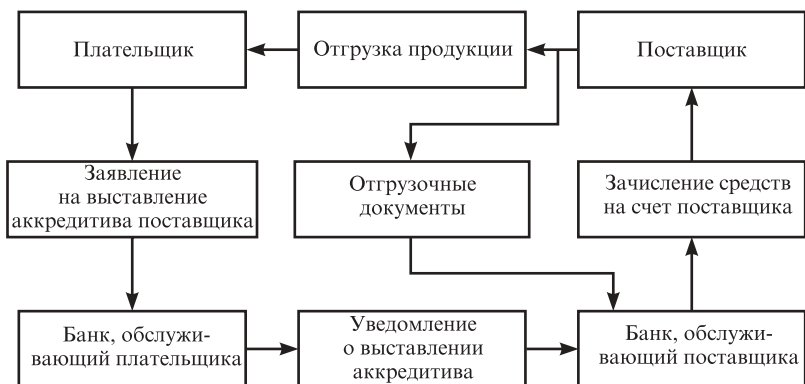 Плательщик
Отгрузка продукции
Поставщик
Заявление
на выставление
аккредитива поставщика
Отгрузочные
документы
Зачисление средств
на счет поставщика
Банк, обслужи-
вающий плательщика
Уведомление
о выставлении
аккредитива
Банк, обслужи-
вающий поставщика